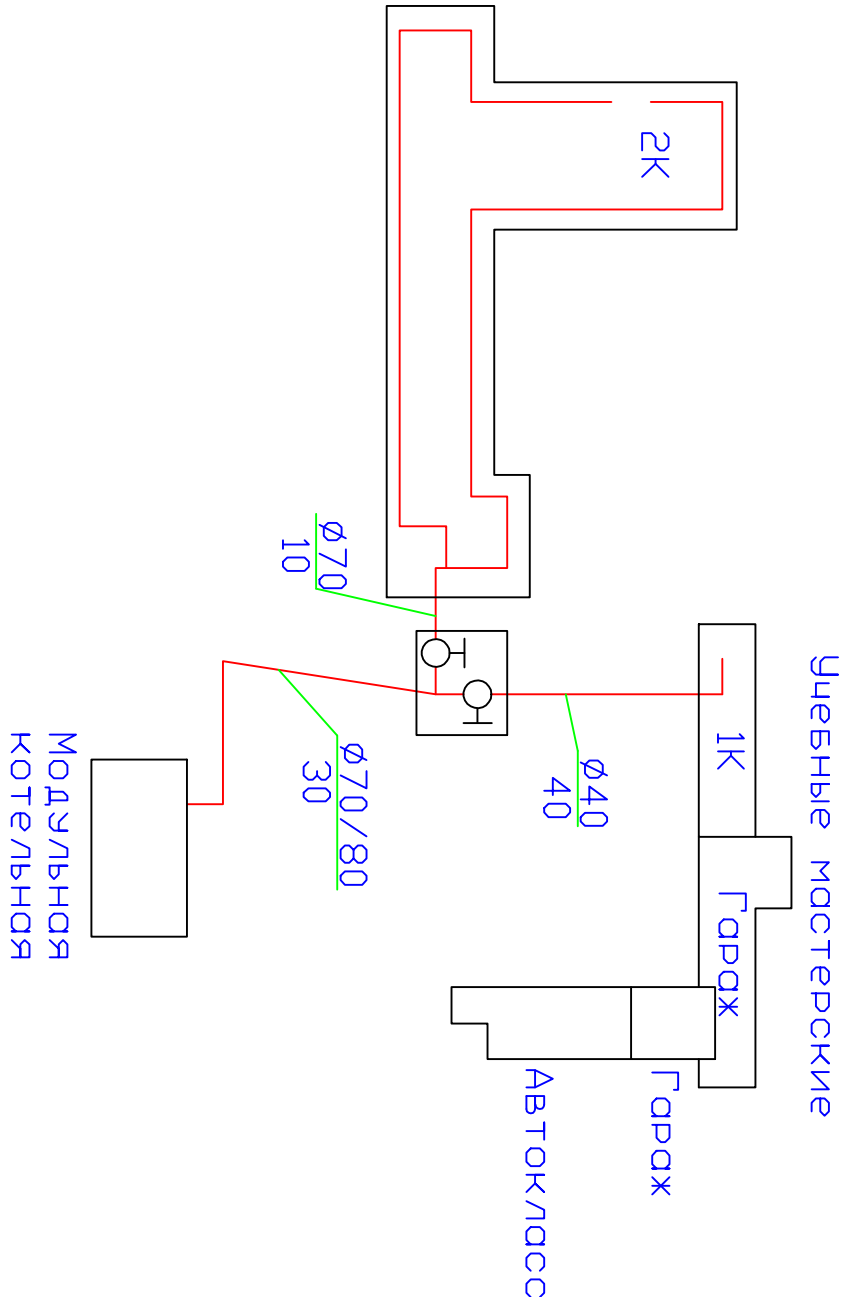 2К
Ø70
10
Ø70/80
30
Ø40
40
1К
Учебные мастерские
Гараж
Гараж
Автокласс
Модульная
котельная